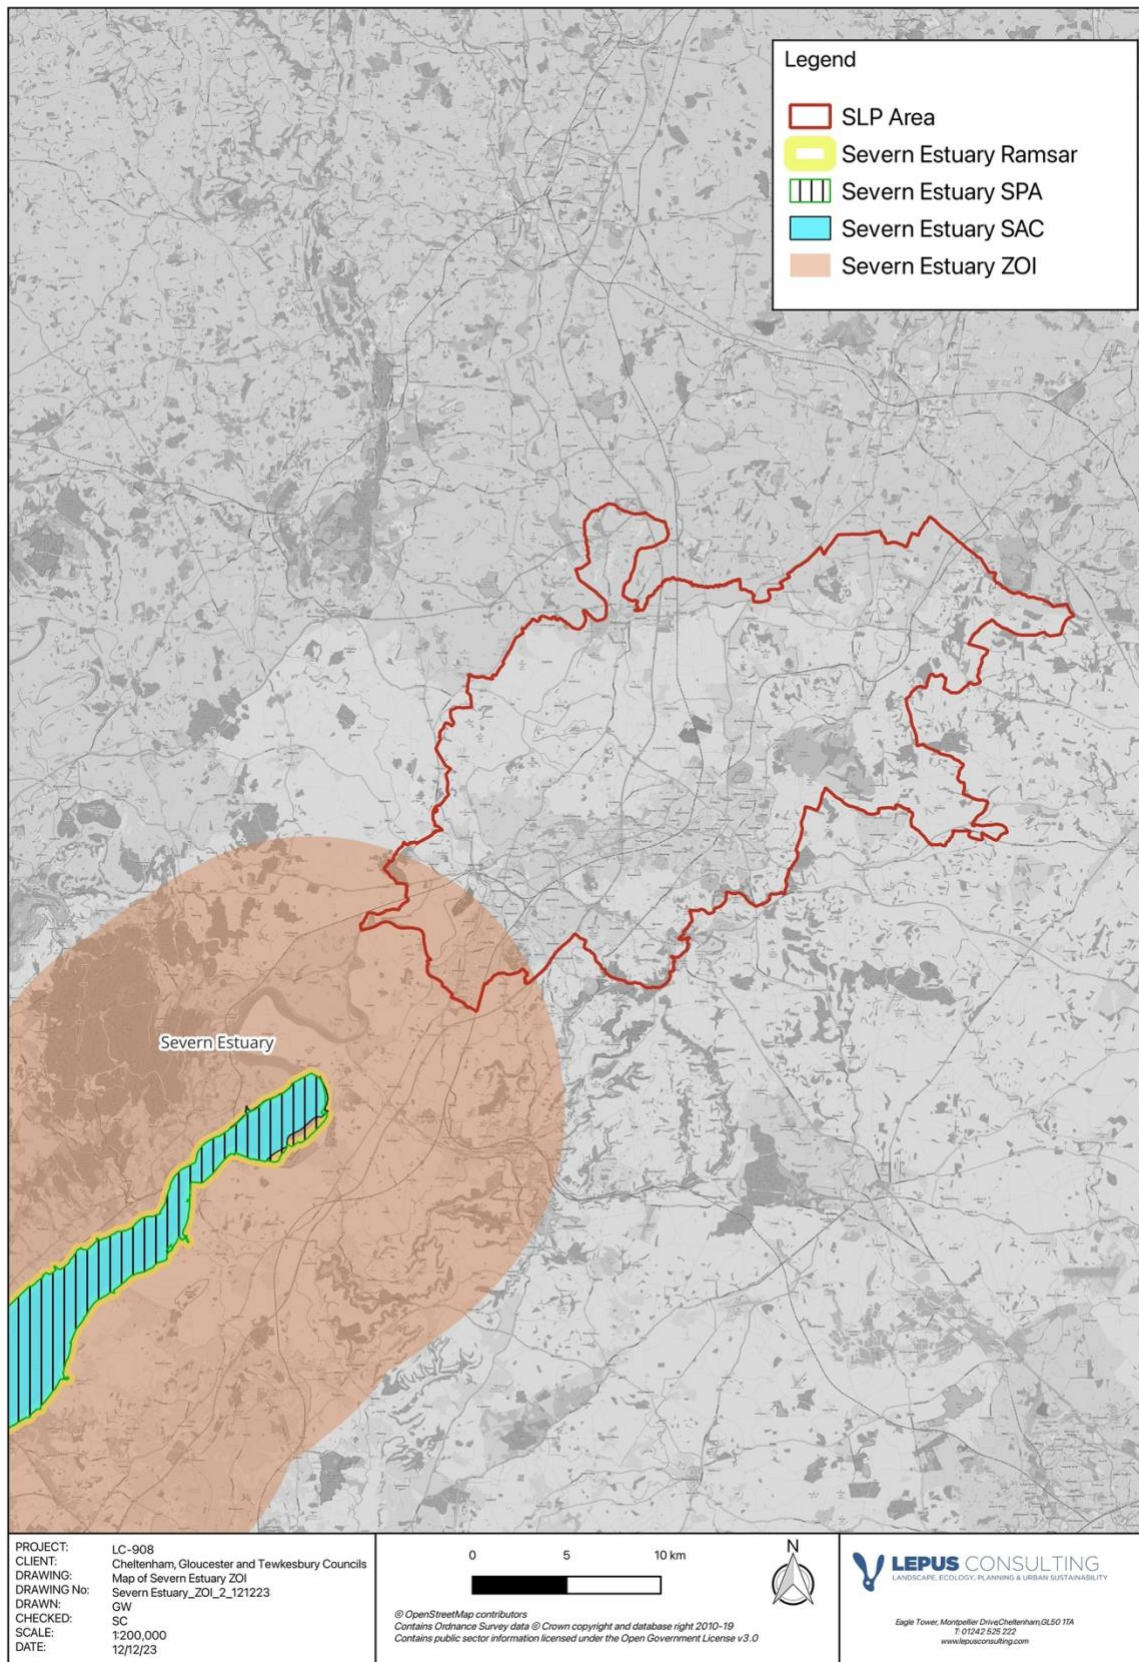 Legend
SLP Area
Severn Estuary Ramsar
Severn Estuary SPA
Severn Estuary SAC
Severn Estuary ZOI
Severn Estuary
PROJECT: LC-908
CLIENT: Cheltenham, Gloucester and Tewkesbury Councils
DRAWING: Map of Severn Estuary ZOI
DRAWING No: Severn Estuary_ZOI_2_121223
DRAWN: GW
CHECKED: SC
SCALE: 1:200,000
DATE: 12/12/23
0 5 10 km
N
© OpenStreetMap contributors
Contains Ordnance Survey data © Crown copyright and database right 2010-19
Contains public sector information licensed under the Open Government License v3.0
LEPUS CONSULTING
LANDSCAPE, ECOLOGY, PLANNING & URBAN SUSTAINABILITY
Eagle Tower, Montpellier Drive,Cheltenham,GL50 1TA
T: 01242 525 222
www.lepusconsulting.com